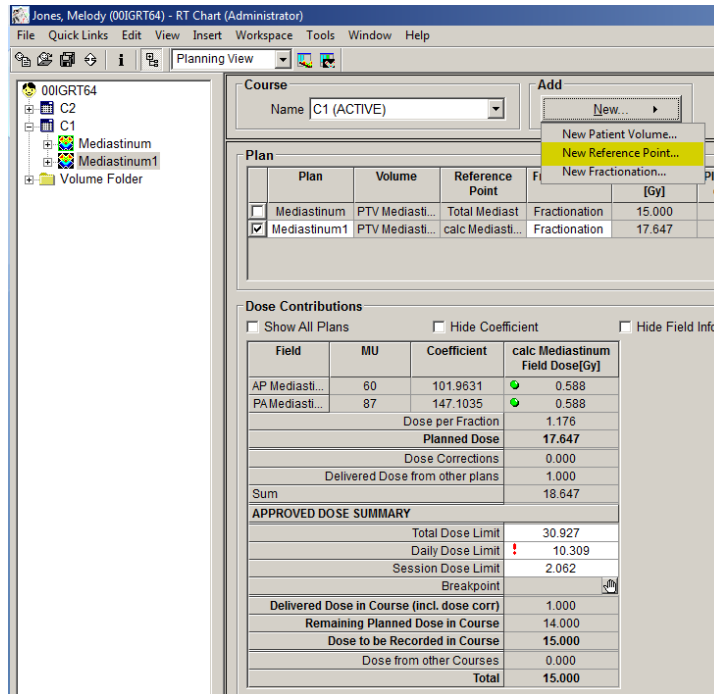 Jones, Melody (00IGRT64) - RT Chart (Administrator)
File Quick Links Edit View Insert Workspace Tools Window Help
Planning View
00IGRT64
C2
C1
Mediastinum
Mediastinum1
Volume Folder
Course
Name C1 (ACTIVE)
Add
New...
New Patient Volume...
New Reference Point...
New Fractionation...
Plan
Plan Volume Reference Point [Gy]
Mediastinum PTV Mediasti... Total Mediast Fractionation 15.000
Mediastinum1 PTV Mediasti... calc Mediasti... Fractionation 17.647
Dose Contributions
Show All Plans Hide Coefficient Hide Field Info
Field MU Coefficient calc Mediastinum Field Dose[Gy]
AP Mediasti... 60 101.9631 0.588
PA Mediasti... 87 147.1035 0.588
Dose per Fraction 1.176
Planned Dose 17.647
Dose Corrections 0.000
Delivered Dose from other plans 1.000
Sum 18.647
APPROVED DOSE SUMMARY
Total Dose Limit 30.927
Daily Dose Limit ! 10.309
Session Dose Limit 2.062
Breakpoint
Delivered Dose in Course (incl. dose corr) 1.000
Remaining Planned Dose in Course 14.000
Dose to be Recorded in Course 15.000
Dose from other Courses 0.000
Total 15.000